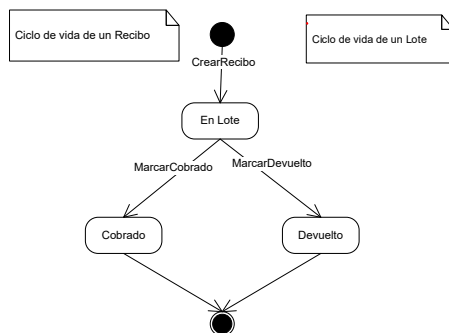 Ciclo de vida de un Recibo
Ciclo de vida de un Lote
CrearRecibo
En Lote
MarcarCobrado
MarcarDevuelto
Cobrado
Devuelto